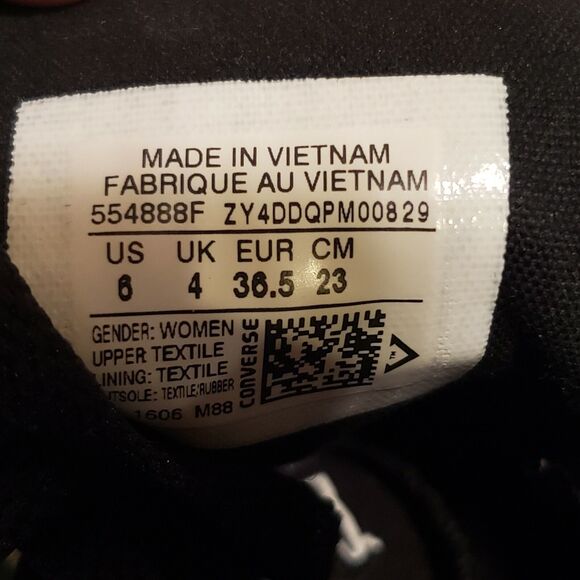 MADE IN VIETNAM
FABRIQUE AU VIETNAM
554888F ZY4DDQPM00829
US UK EUR CM
6 4 36.5 23
GENDER: WOMEN
UPPER TEXTILE
LINING: TEXTILE
UTSOLE: TEXTILE/RUBBER
1606 M88
CONVERSE
™